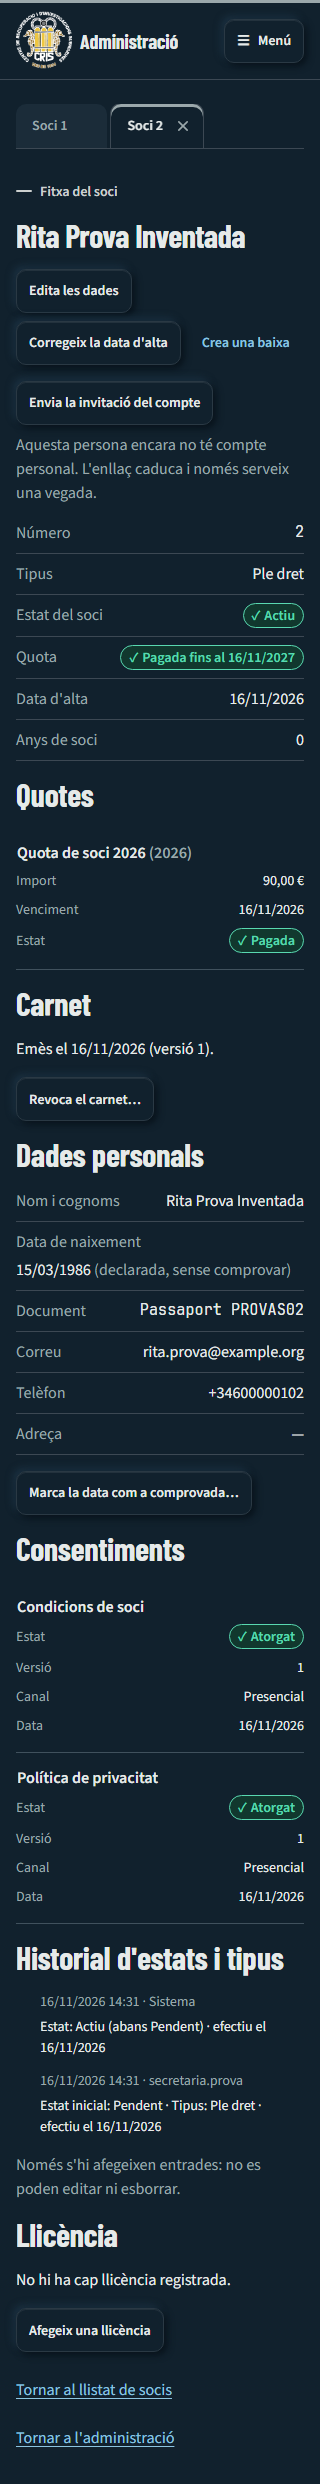 CRIS
Administració
☰ Menú
Soci 1
Soci 2 ✕
— Fitxa del soci
Rita Prova Inventada
Edita les dades
Corregeix la data d'alta
Crea una baixa
Envia la invitació del compte
Aquesta persona encara no té compte
personal. L'enllaç caduca i només serveix
una vegada.
Número 2
Tipus Ple dret
Estat del soci ✓ Actiu
Quota ✓ Pagada fins al 16/11/2027
Data d'alta 16/11/2026
Anys de soci 0
Quotes
Quota de soci 2026 (2026)
Import 90,00 €
Venciment 16/11/2026
Estat ✓ Pagada
Carnet
Emès el 16/11/2026 (versió 1).
Revoca el carnet...
Dades personals
Nom i cognoms Rita Prova Inventada
Data de naixement
15/03/1986 (declarada, sense comprovar)
Document Passaport PROVAS02
Correu rita.prova@example.org
Telèfon +34600000102
Adreça —
Marca la data com a comprovada...
Consentiments
Condicions de soci
Estat ✓ Atorgat
Versió 1
Canal Presencial
Data 16/11/2026
Política de privacitat
Estat ✓ Atorgat
Versió 1
Canal Presencial
Data 16/11/2026
Historial d'estats i tipus
16/11/2026 14:31 · Sistema
Estat: Actiu (abans Pendent) · efectiu el
16/11/2026
16/11/2026 14:31 · secretaria.prova
Estat inicial: Pendent · Tipus: Ple dret ·
efectiu el 16/11/2026
Només s'hi afegeixen entrades: no es
poden editar ni esborrar.
Llicència
No hi ha cap llicència registrada.
Afegeix una llicència
Tornar al llistat de socis
Tornar a l'administració